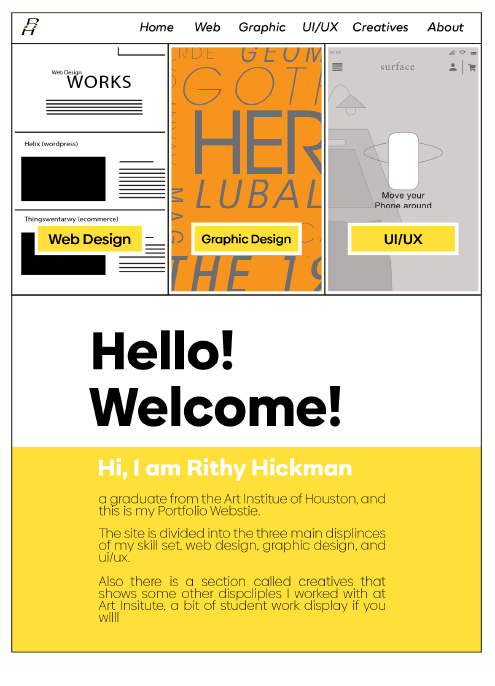 RH
Home Web Graphic UI/UX Creatives About
Web Design
WORKS
Helix (wordpress)
Thingswentarwy (ecommerce)
Web Design
GOTH
HER
LUBAL
MAG
THE 19
Graphic Design
surface
Move your
Phone around
UI/UX
Hello!
Welcome!
Hi, I am Rithy Hickman
a graduate from the Art Institue of Houston, and
this is my Portfolio Webstie.
The site is divided into the three main displinces
of my skill set, web design, graphic design, and
ui/ux.
Also there is a section called creatives that
shows some other dispcliples I worked with at
Art Insitute, a bit of student work display if you
willl